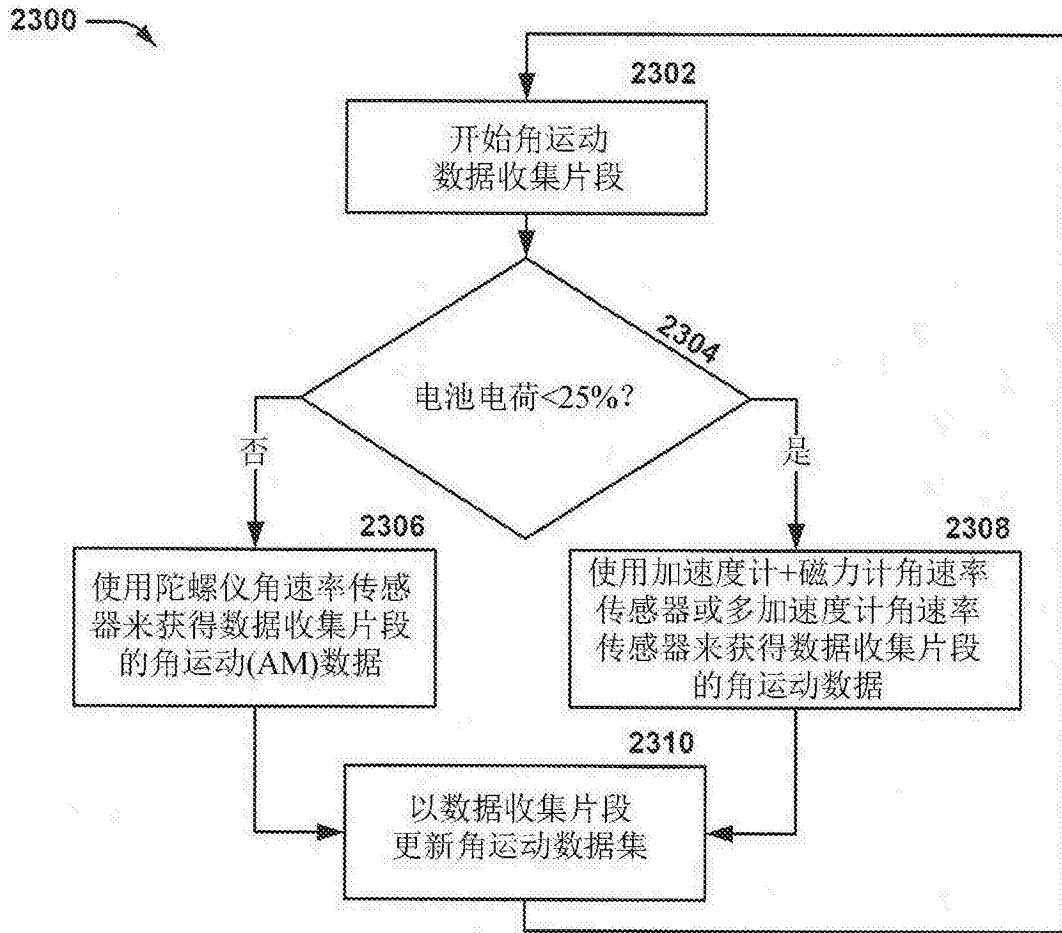 2300
2302
开始角运动
数据收集片段
2304
电池电荷<25%?
否
是
2306
使用陀螺仪角速率传感
器来获得数据收集片段
的角运动(AM)数据
2308
使用加速度计+磁力计角速率
传感器或多加速度计角速率
传感器来获得数据收集片段
的角运动数据
2310
以数据收集片段
更新角运动数据集